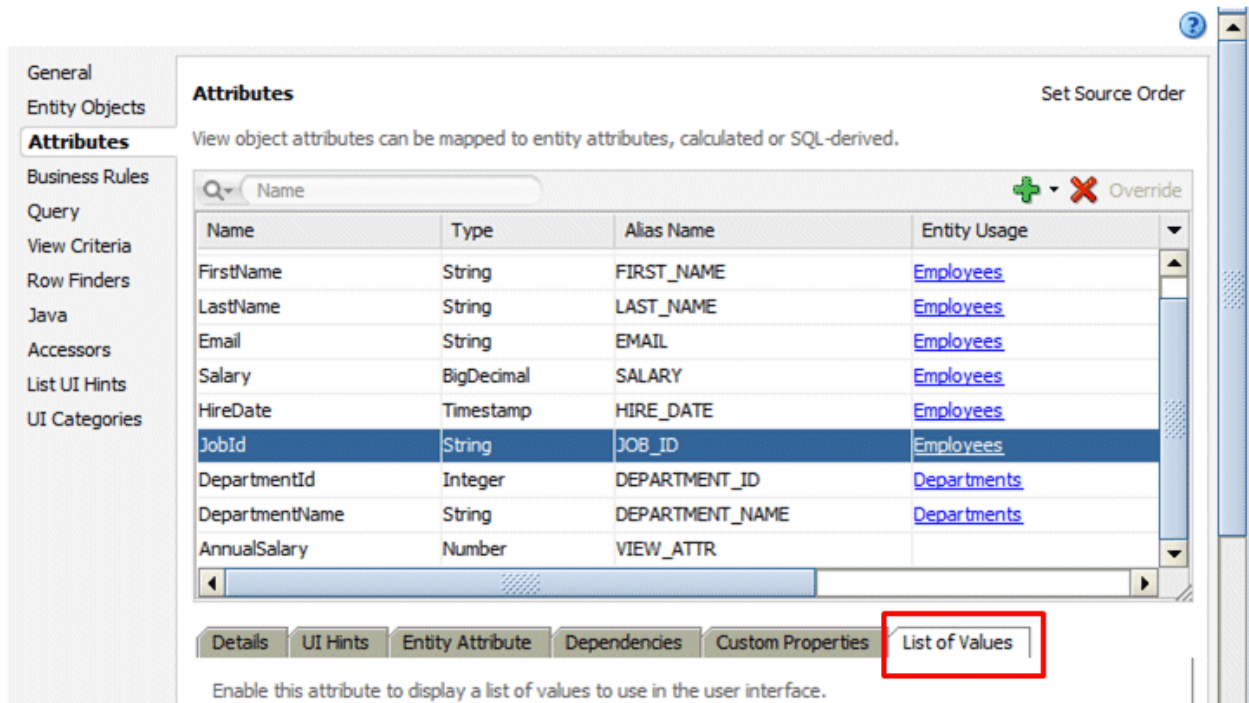 General
Entity Objects
Attributes
Business Rules
Query
View Criteria
Row Finders
Java
Accessors
List UI Hints
UI Categories
Attributes Set Source Order
View object attributes can be mapped to entity attributes, calculated or SQL-derived.
Name Override
Name Type Alias Name Entity Usage
FirstName String FIRST_NAME Employees
LastName String LAST_NAME Employees
Email String EMAIL Employees
Salary BigDecimal SALARY Employees
HireDate Timestamp HIRE_DATE Employees
JobId String JOB_ID Employees
DepartmentId Integer DEPARTMENT_ID Departments
DepartmentName String DEPARTMENT_NAME Departments
AnnualSalary Number VIEW_ATTR
Details UI Hints Entity Attribute Dependencies Custom Properties List of Values
Enable this attribute to display a list of values to use in the user interface.